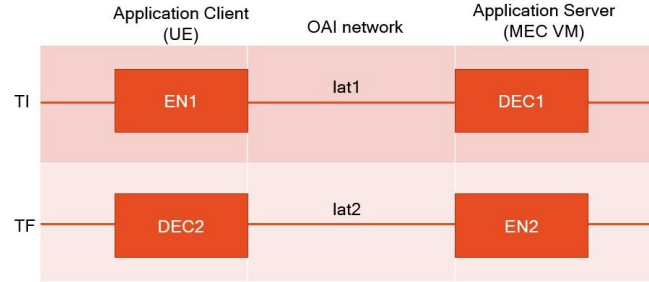 Application Client
(UE)
OAI network
Application Server
(MEC VM)
TI
EN1
lat1
DEC1
TF
DEC2
lat2
EN2